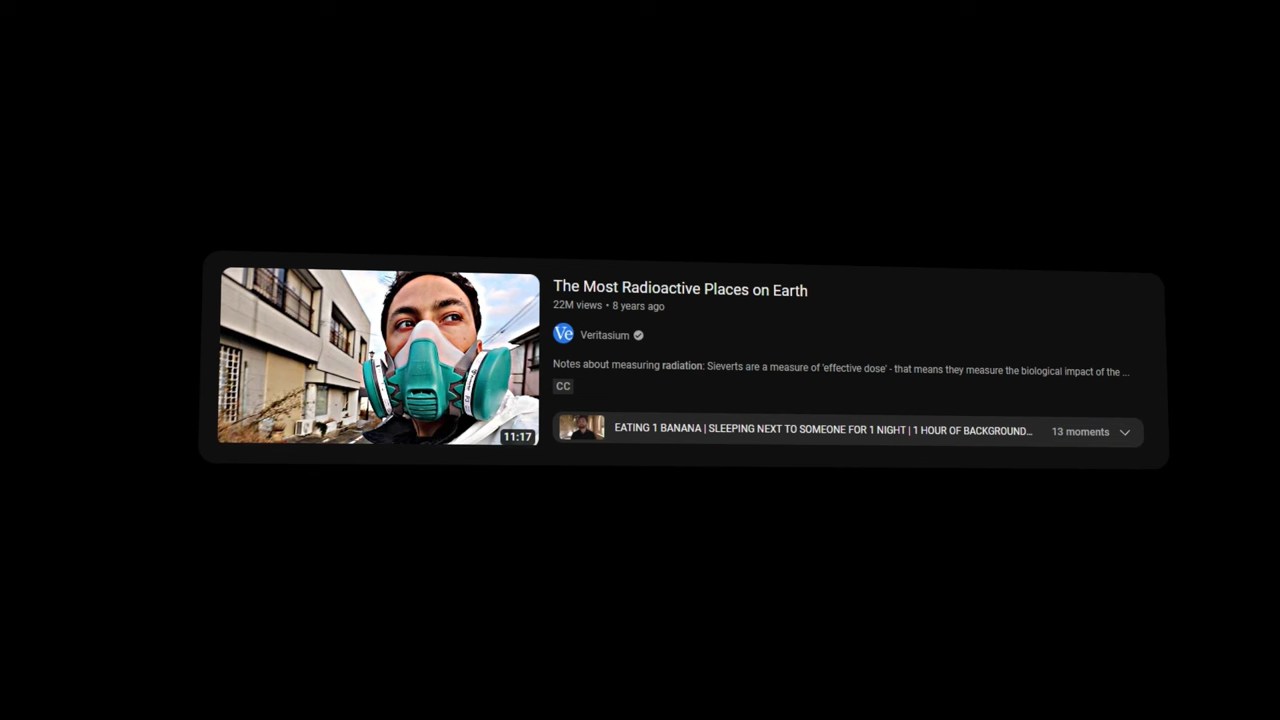 The Most Radioactive Places on Earth
22M views • 8 years ago
Ve Veritasium
Notes about measuring radiation: Sieverts are a measure of 'effective dose' - that means they measure the biological impact of the ...
CC
11:17
EATING 1 BANANA | SLEEPING NEXT TO SOMEONE FOR 1 NIGHT | 1 HOUR OF BACKGROUND... 13 moments